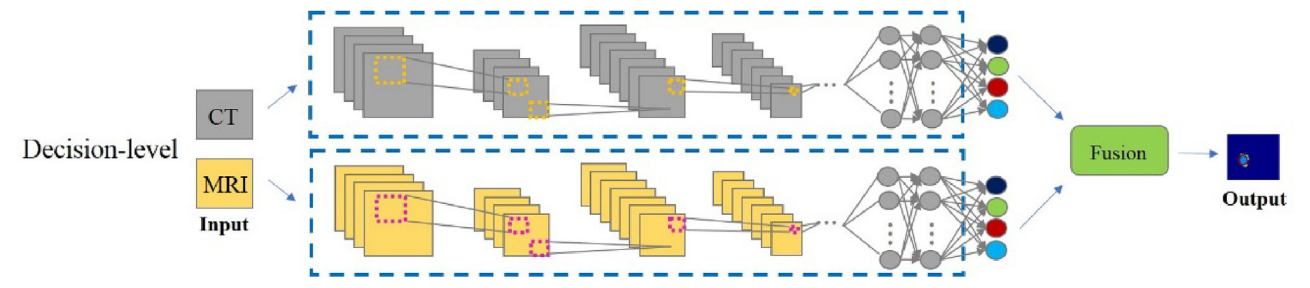 Decision-level
CT
MRI
Input
Fusion
Output